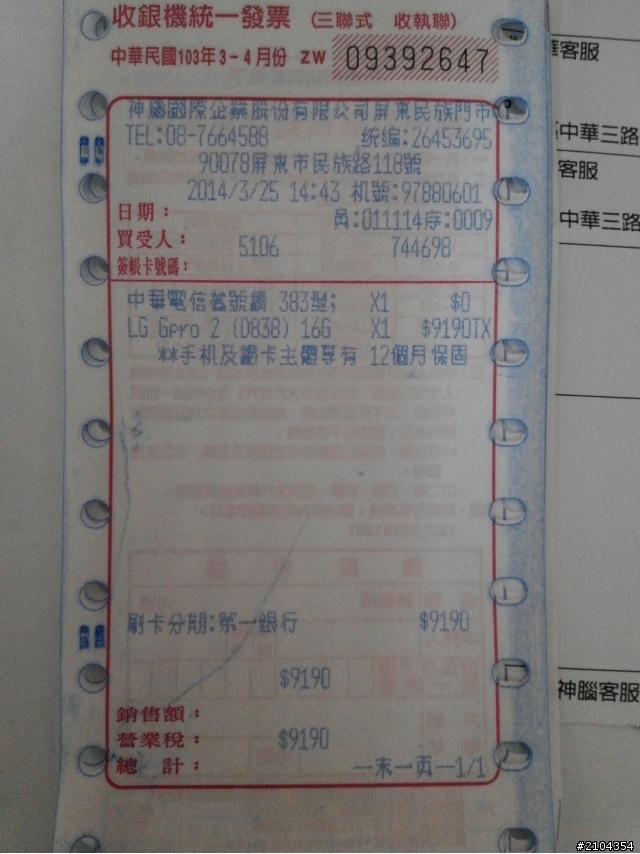 收銀機統一發票 (三聯式 收執聯)
中華民國103年3-4月份 ZW 09392647
神腦國際企業股份有限公司屏東民族門市
TEL:08-7664588 統編:26453695
90078屏東市民族路118號
2014/3/25 14:43 机號:97880601
日期: 員:011114序:0009
買受人: 5106 744698
簽帳卡號碼:
中華電信舊號續 383型; X1 $0
LG Gpro 2 (D838) 16G X1 $9190TX
**手机及續卡主體享有 12個月保固
刷卡分期:第一銀行 $9190
$9190
銷售額:
營業稅: $9190
總 計: ---末一頁--1/1
客服
中華三路
客服
中華三路
神腦客服
#2104354